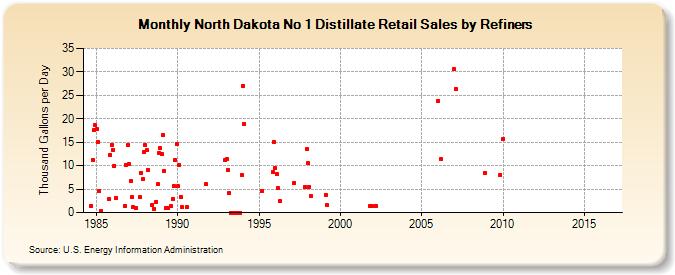 Monthly North Dakota No 1 Distillate Retail Sales by Refiners
Thousand Gallons per Day
35
30
25
20
15
10
5
0
1985 1990 1995 2000 2005 2010 2015
Source: U.S. Energy Information Administration